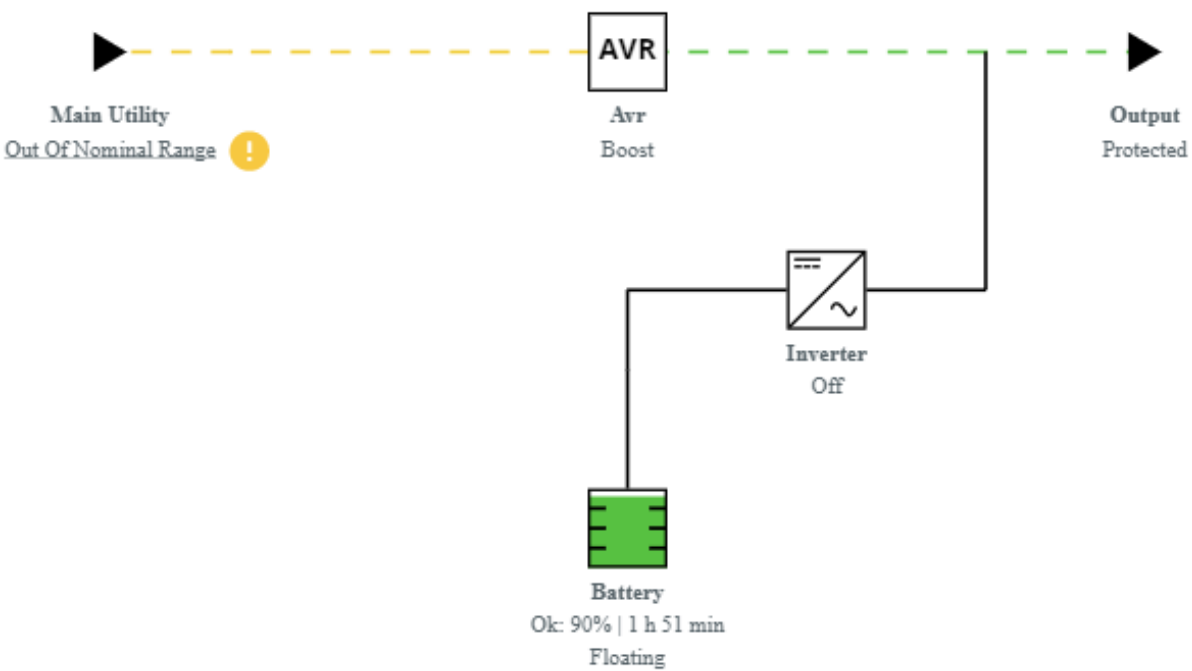 AVR
Main Utility
Out Of Nominal Range
!
Avr
Boost
Output
Protected
Inverter
Off
Battery
Ok: 90% | 1 h 51 min
Floating